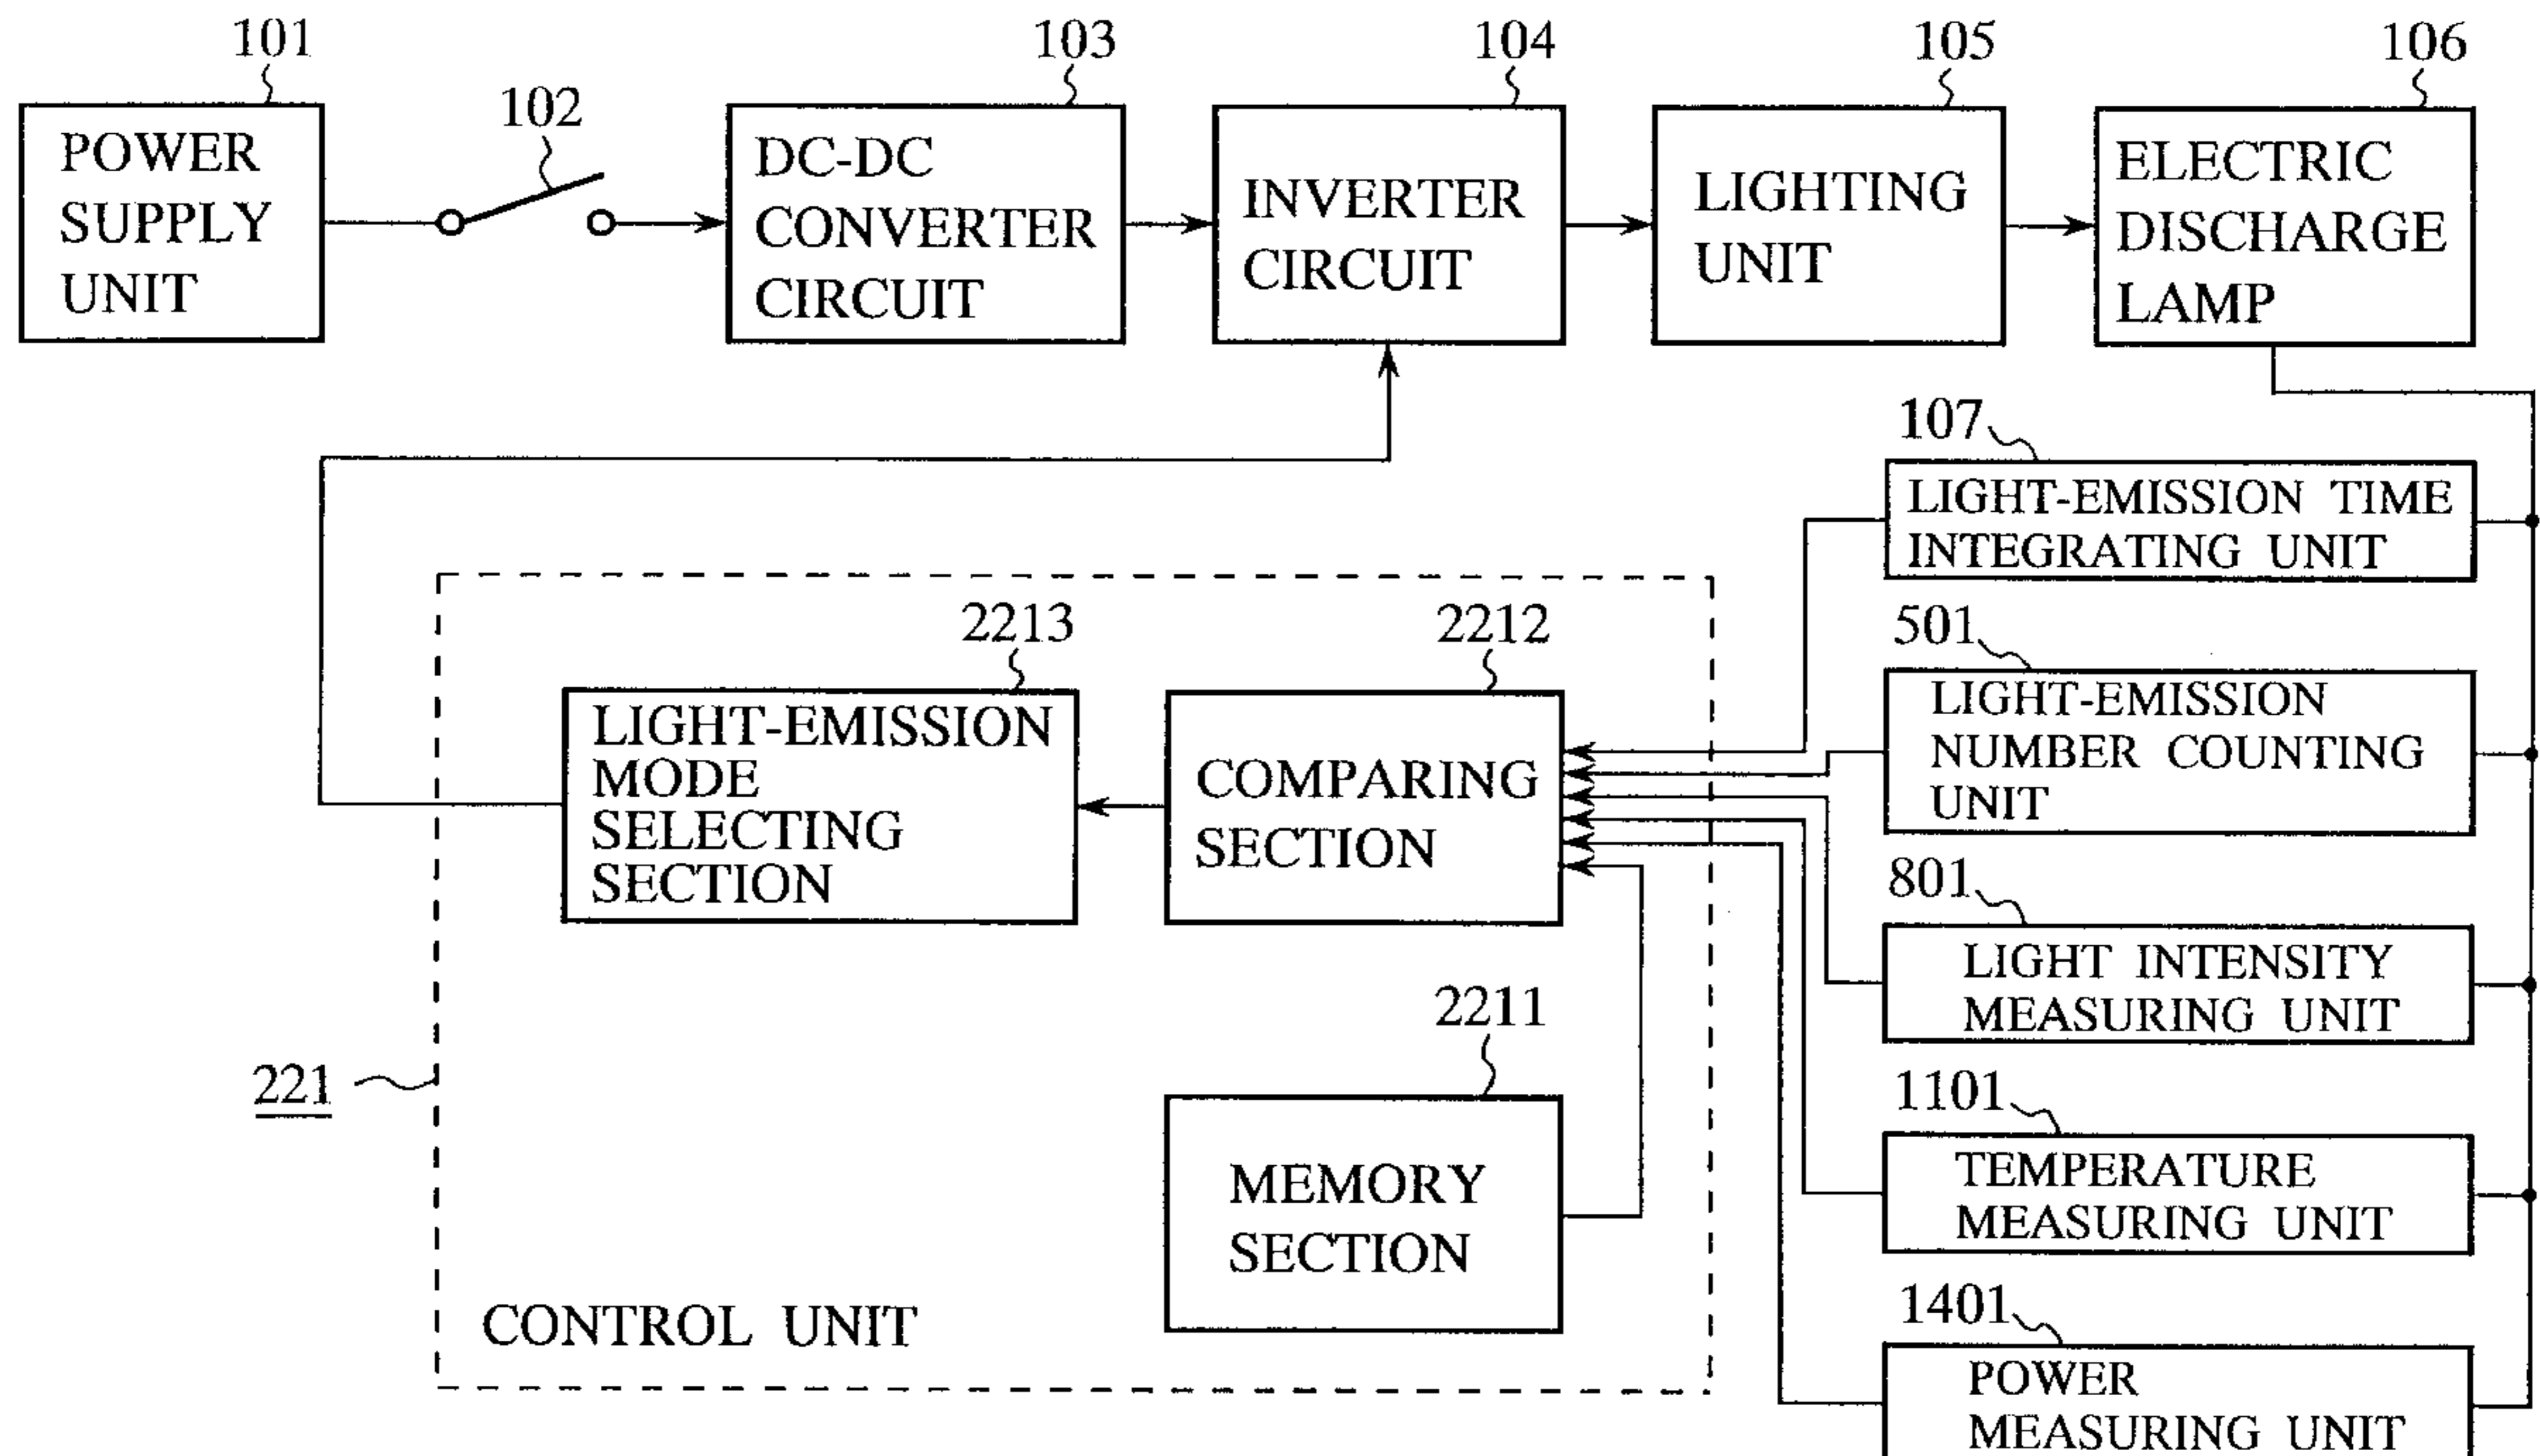 101
102
103
104
105
106
POWER
SUPPLY
UNIT
DC-DC
CONVERTER
CIRCUIT
INVERTER
CIRCUIT
LIGHTING
UNIT
ELECTRIC
DISCHARGE
LAMP
107
LIGHT-EMISSION TIME
INTEGRATING UNIT
501
LIGHT-EMISSION
NUMBER COUNTING
UNIT
801
LIGHT INTENSITY
MEASURING UNIT
1101
TEMPERATURE
MEASURING UNIT
1401
POWER
MEASURING UNIT
2213
LIGHT-EMISSION
MODE
SELECTING
SECTION
2212
COMPARING
SECTION
2211
MEMORY
SECTION
221
CONTROL UNIT